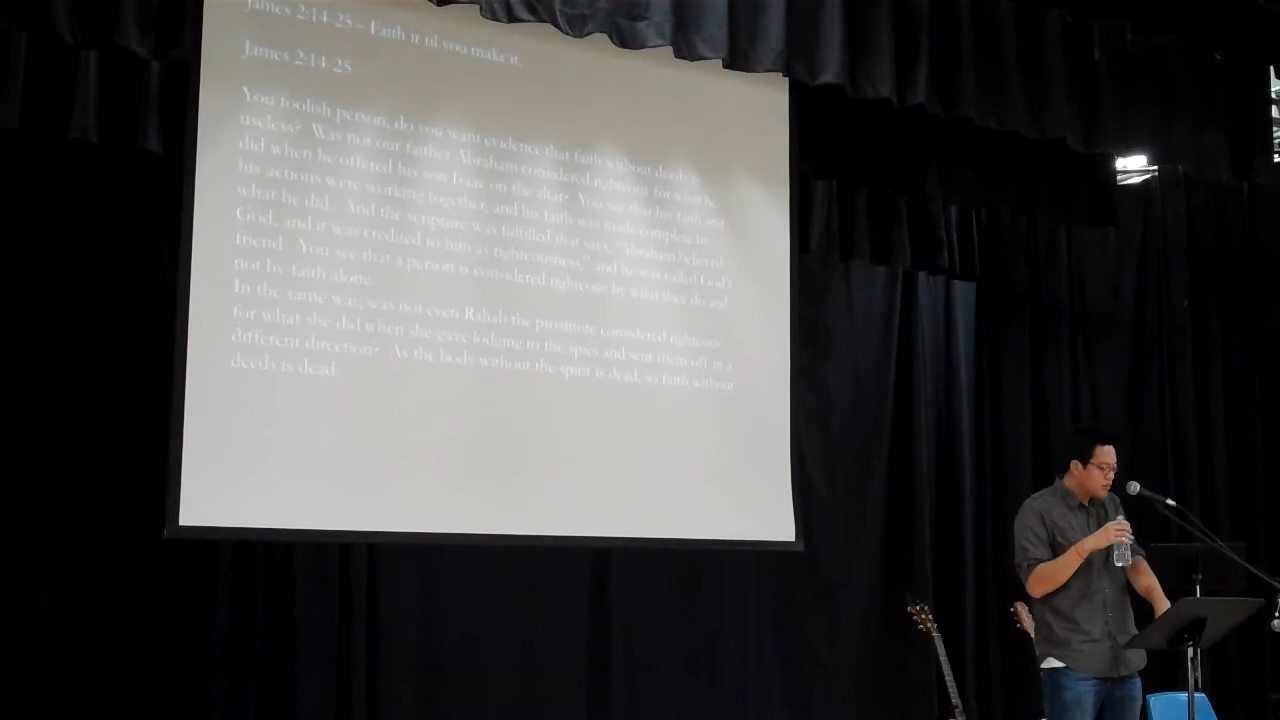 James 2:14-25 – Faith it til you make it.
James 2:14-25
You foolish person, do you want evidence that faith without deeds is
useless? Was not our father Abraham considered righteous for what he
did when he offered his son Isaac on the altar? You see that his faith and
his actions were working together, and his faith was made complete by
what he did. And the scripture was fulfilled that says, "Abraham believed
God, and it was credited to him as righteousness," and he was called God's
friend. You see that a person is considered righteous by what they do and
not by faith alone.
In the same was, was not even Rahab the prostitute considered righteous
for what she did when she gave lodging to the spies and sent them off in a
different direction? As the body without the spirit is dead, so faith without
deeds is dead.